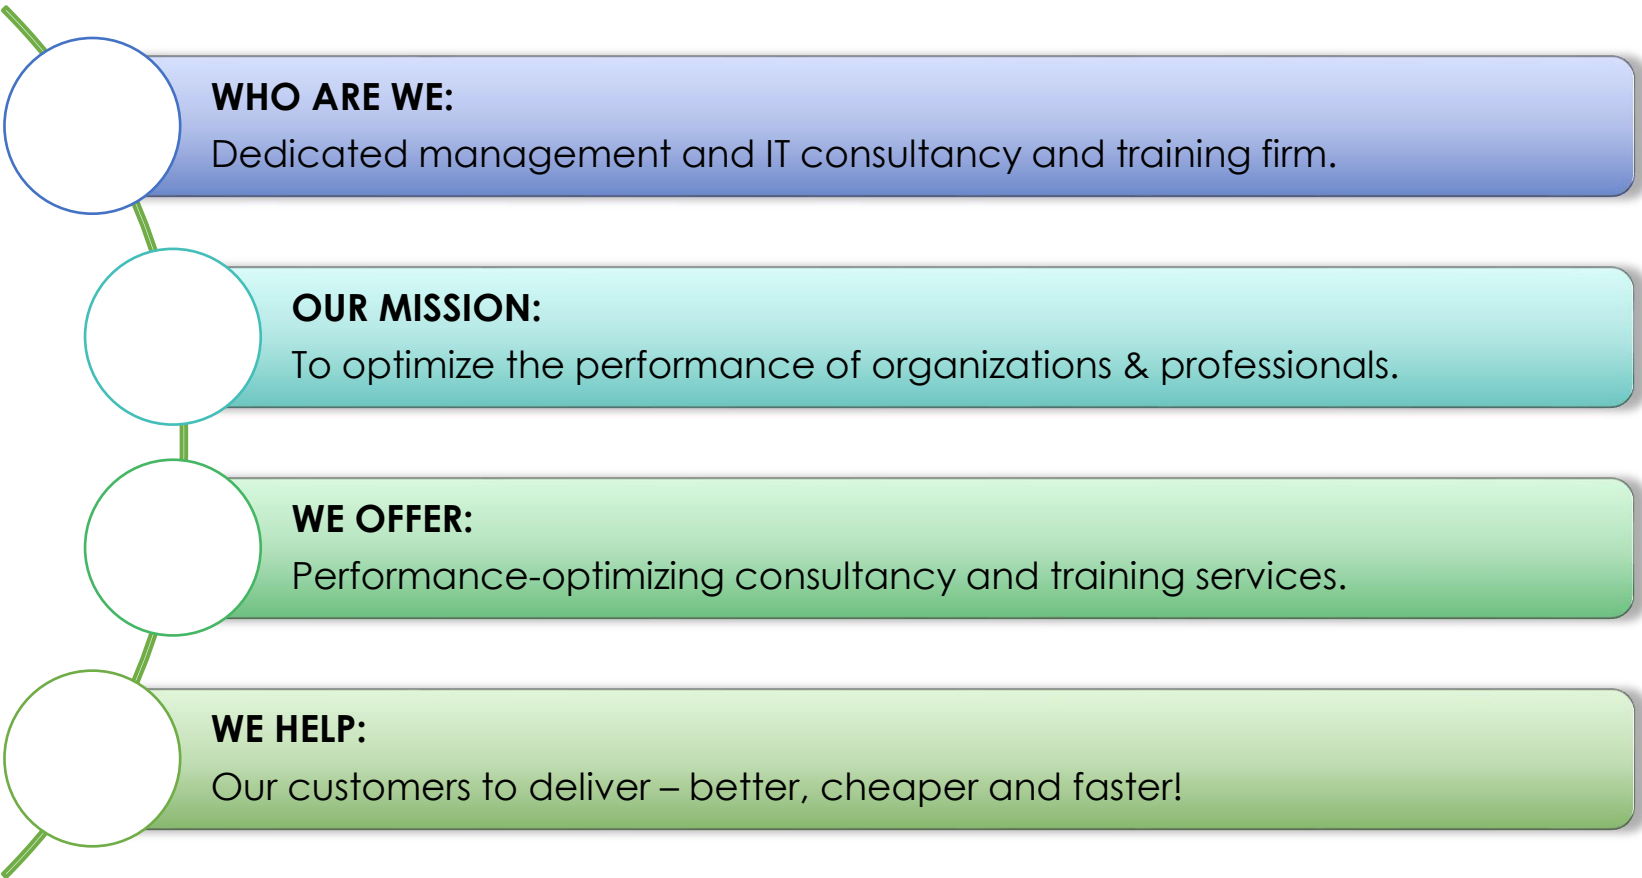 WHO ARE WE:
Dedicated management and IT consultancy and training firm.
OUR MISSION:
To optimize the performance of organizations & professionals.
WE OFFER:
Performance-optimizing consultancy and training services.
WE HELP:
Our customers to deliver – better, cheaper and faster!